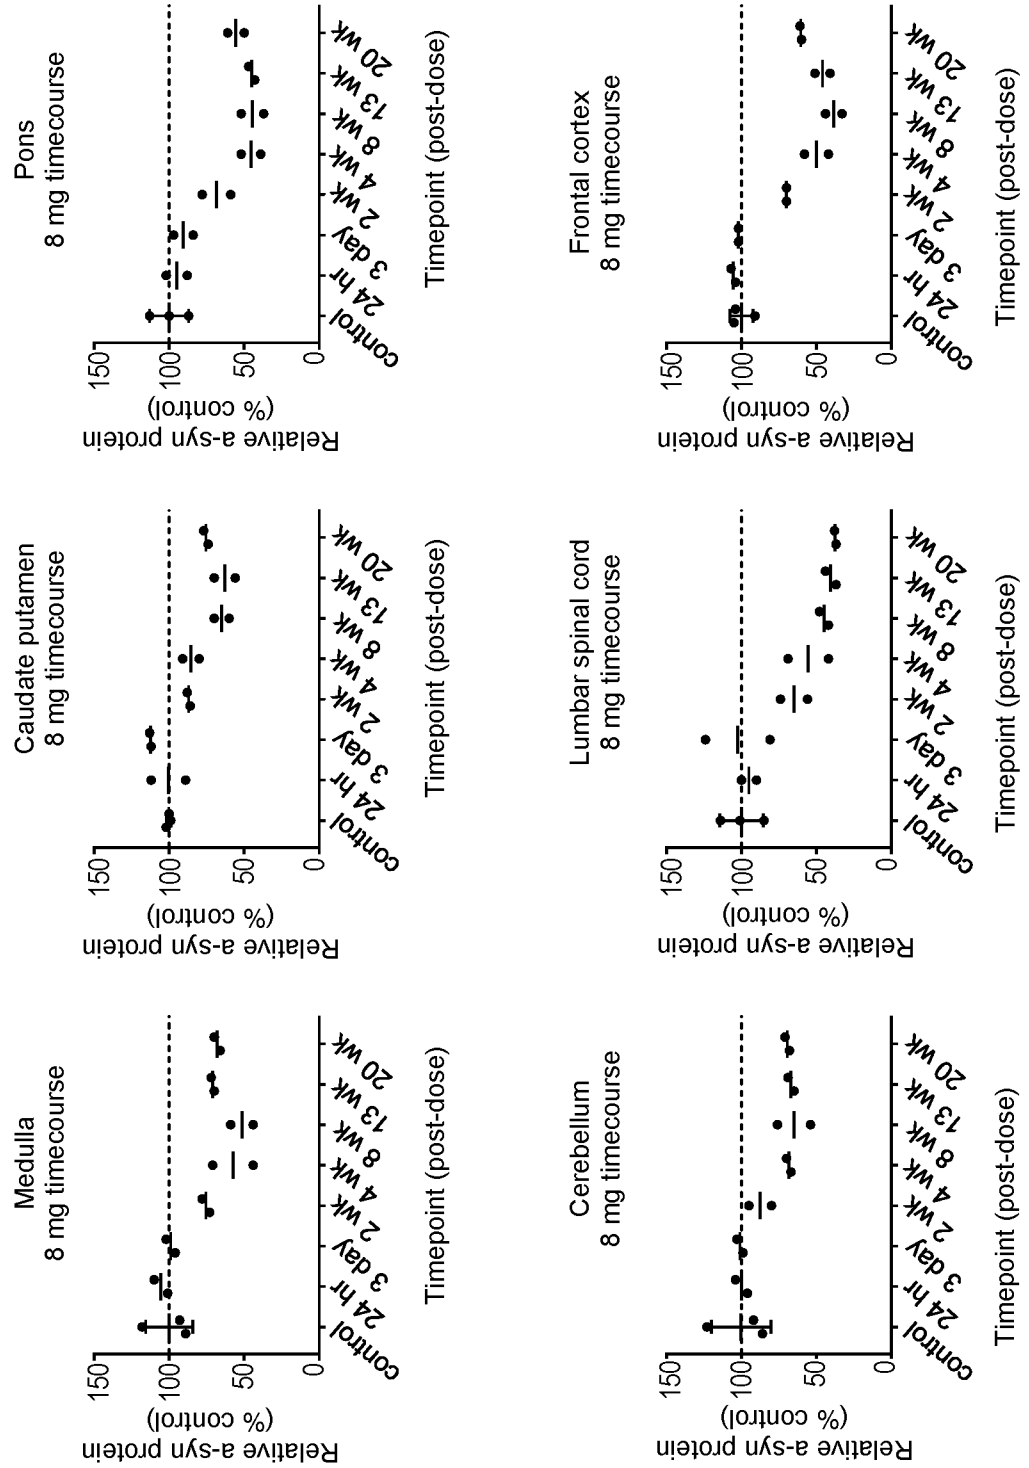 Medulla
8 mg timecourse
Relative a-syn protein
(% control)
150
100
50
0
control
24 hr
3 day
2 wk
4 wk
8 wk
13 wk
20 wk
Timepoint (post-dose)
Caudate putamen
8 mg timecourse
Relative a-syn protein
(% control)
150
100
50
0
control
24 hr
3 day
2 wk
4 wk
8 wk
13 wk
20 wk
Timepoint (post-dose)
Pons
8 mg timecourse
Relative a-syn protein
(% control)
150
100
50
0
control
24 hr
3 day
2 wk
4 wk
8 wk
13 wk
20 wk
Timepoint (post-dose)
Cerebellum
8 mg timecourse
Relative a-syn protein
(% control)
150
100
50
0
control
24 hr
3 day
2 wk
4 wk
8 wk
13 wk
20 wk
Timepoint (post-dose)
Lumbar spinal cord
8 mg timecourse
Relative a-syn protein
(% control)
150
100
50
0
control
24 hr
3 day
2 wk
4 wk
8 wk
13 wk
20 wk
Timepoint (post-dose)
Frontal cortex
8 mg timecourse
Relative a-syn protein
(% control)
150
100
50
0
control
24 hr
3 day
2 wk
4 wk
8 wk
13 wk
20 wk
Timepoint (post-dose)